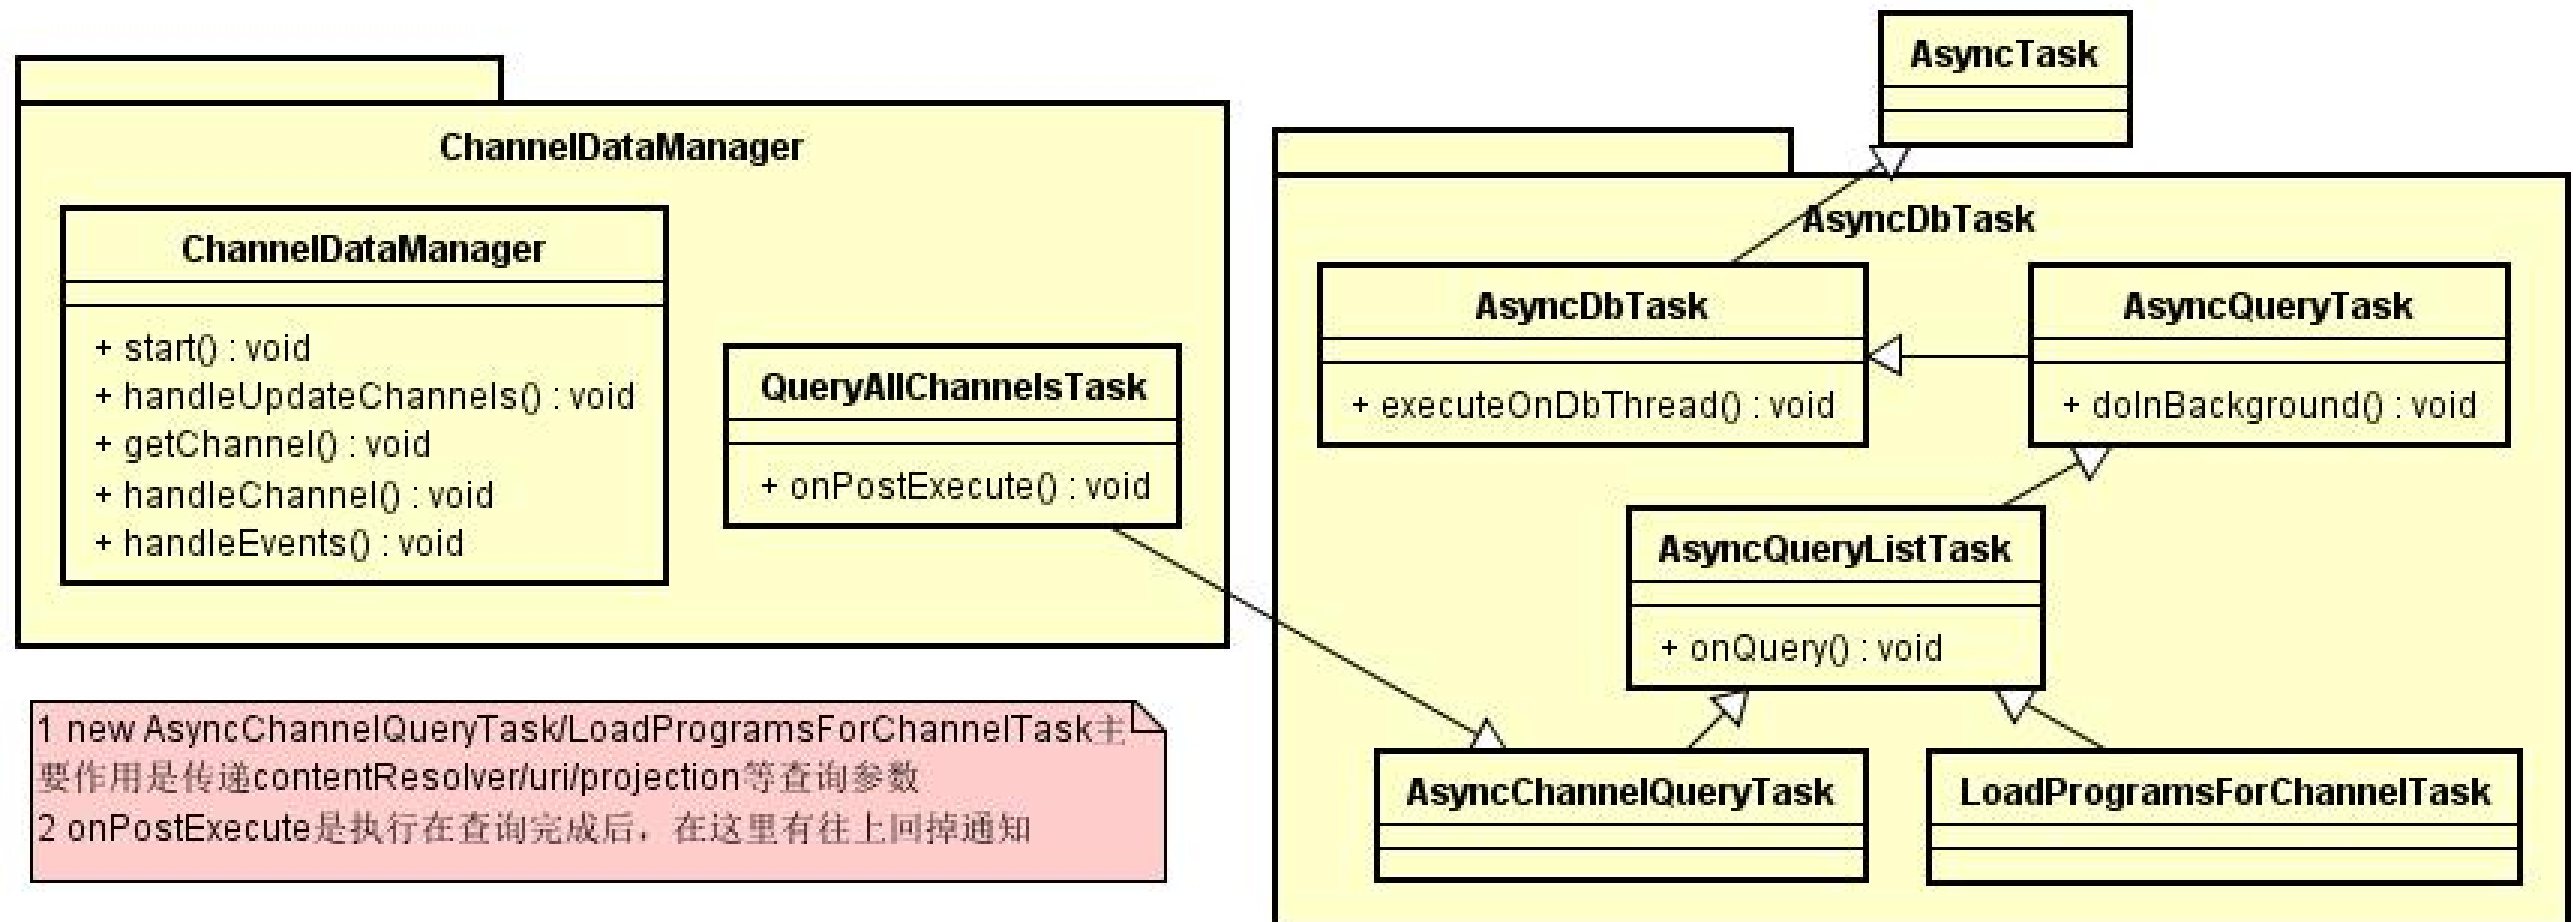 ChannelDataManager
ChannelDataManager
+ start() : void
+ handleUpdateChannels() : void
+ getChannel() : void
+ handleChannel() : void
+ handleEvents() : void
QueryAllChannelsTask
+ onPostExecute() : void
1 new AsyncChannelQueryTask/LoadProgramsForChannelTask主
要作用是传递contentResolver/uri/projection等查询参数
2 onPostExecute是执行在查询完成后，在这里有往上回掉通知
AsyncTask
AsyncDbTask
AsyncDbTask
+ executeOnDbThread() : void
AsyncQueryTask
+ doInBackground() : void
AsyncQueryListTask
+ onQuery() : void
AsyncChannelQueryTask
LoadProgramsForChannelTask